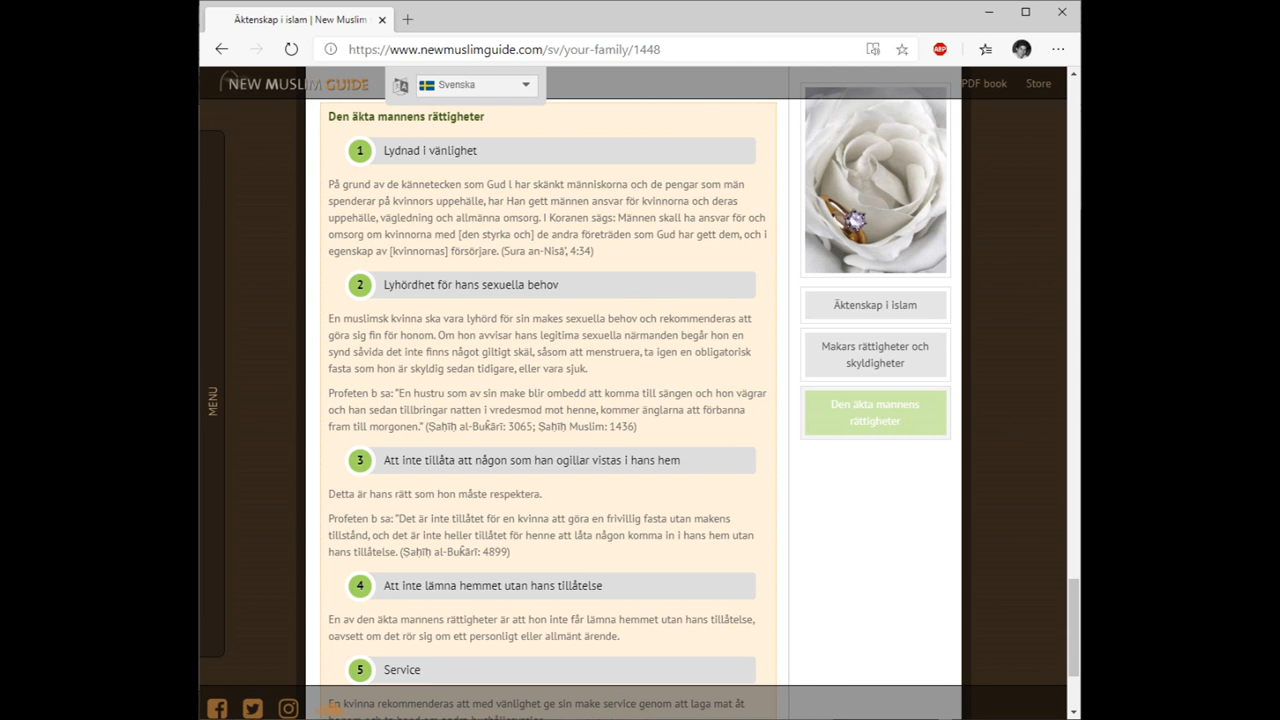 Äktenskap i islam | New Muslim
https://www.newmuslimguide.com/sv/your-family/1448
ABP
NEW MUSLIM GUIDE
Svenska
PDF book
Store
MENU
Den äkta mannens rättigheter
1 Lydnad i vänlighet
På grund av de kännetecken som Gud l har skänkt människorna och de pengar som män
spenderar på kvinnors uppehälle, har Han gett männen ansvar för kvinnorna och deras
uppehälle, vägledning och allmänna omsorg. I Koranen sägs: Männen skall ha ansvar för och
omsorg om kvinnorna med [den styrka och] de andra företräden som Gud har gett dem, och i
egenskap av [kvinnornas] försörjare. (Sura an-Nisā’, 4:34)
2 Lyhördhet för hans sexuella behov
En muslimsk kvinna ska vara lyhörd för sin makes sexuella behov och rekommenderas att
göra sig fin för honom. Om hon avvisar hans legitima sexuella närmanden begår hon en
synd såvida det inte finns något giltigt skäl, såsom att menstruera, ta igen en obligatorisk
fasta som hon är skyldig sedan tidigare, eller vara sjuk.
Profeten b sa: ”En hustru som av sin make blir ombedd att komma till sängen och hon vägrar
och han sedan tillbringar natten i vredesmod mot henne, kommer änglarna att förbanna
fram till morgonen.” (Ṣaḥīḥ al-Buḱārī: 3065; Ṣaḥīḥ Muslim: 1436)
3 Att inte tillåta att någon som han ogillar vistas i hans hem
Detta är hans rätt som hon måste respektera.
Profeten b sa: ”Det är inte tillåtet för en kvinna att göra en frivillig fasta utan makens
tillstånd, och det är inte heller tillåtet för henne att låta någon komma in i hans hem utan
hans tillåtelse. (Ṣaḥīḥ al-Buḱārī: 4899)
4 Att inte lämna hemmet utan hans tillåtelse
En av den äkta mannens rättigheter är att hon inte får lämna hemmet utan hans tillåtelse,
oavsett om det rör sig om ett personligt eller allmänt ärende.
5 Service
En kvinna rekommenderas att med vänlighet ge sin make service genom att laga mat åt
Äktenskap i islam
Makars rättigheter och
skyldigheter
Den äkta mannens
rättigheter